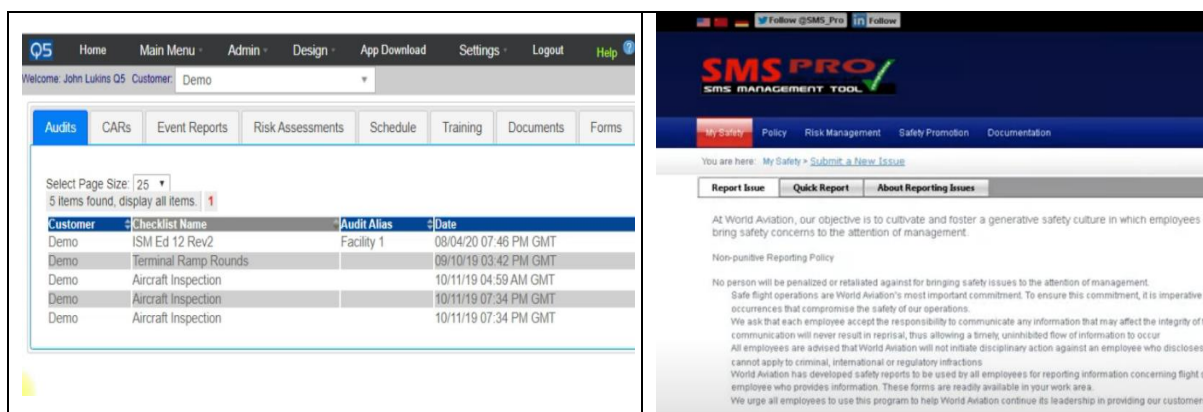 Q5 Home Main Menu Admin Design App Download Settings Logout Help ?
Welcome: John Lukins Q5 Customer: Demo
Audits CARs Event Reports Risk Assessments Schedule Training Documents Forms
Select Page Size: 25
5 items found, display all items. 1
Customer Checklist Name Audit Alias Date
Demo ISM Ed 12 Rev2 Facility 1 08/04/20 07:46 PM GMT
Demo Terminal Ramp Rounds 09/10/19 03:42 PM GMT
Demo Aircraft Inspection 10/11/19 04:59 AM GMT
Demo Aircraft Inspection 10/11/19 07:34 PM GMT
Demo Aircraft Inspection 10/11/19 07:34 PM GMT
Follow @SMS_Pro in Follow
SMS PRO
SMS MANAGEMENT TOOL
My Safety Policy Risk Management Safety Promotion Documentation
You are here: My Safety > Submit a New Issue
Report Issue Quick Report About Reporting Issues
At World Aviation, our objective is to cultivate and foster a generative safety culture in which employees
bring safety concerns to the attention of management.
Non-punitive Reporting Policy
No person will be penalized or retaliated against for bringing safety issues to the attention of management.
Safe flight operations are World Aviation's most important commitment. To ensure this commitment, it is imperative
occurrences that compromise the safety of our operations.
We ask that each employee accept the responsibility to communicate any information that may affect the integrity of
communication will never result in reprisal, thus allowing a timely, uninhibited flow of information to occur
All employees are advised that World Aviation will not initiate disciplinary action against an employee who discloses
cannot apply to criminal, international or regulatory infractions
World Aviation has developed safety reports to be used by all employees for reporting information concerning flight
employee who provides information. These forms are readily available in your work area.
We urge all employees to use this program to help World Aviation continue its leadership in providing our customer